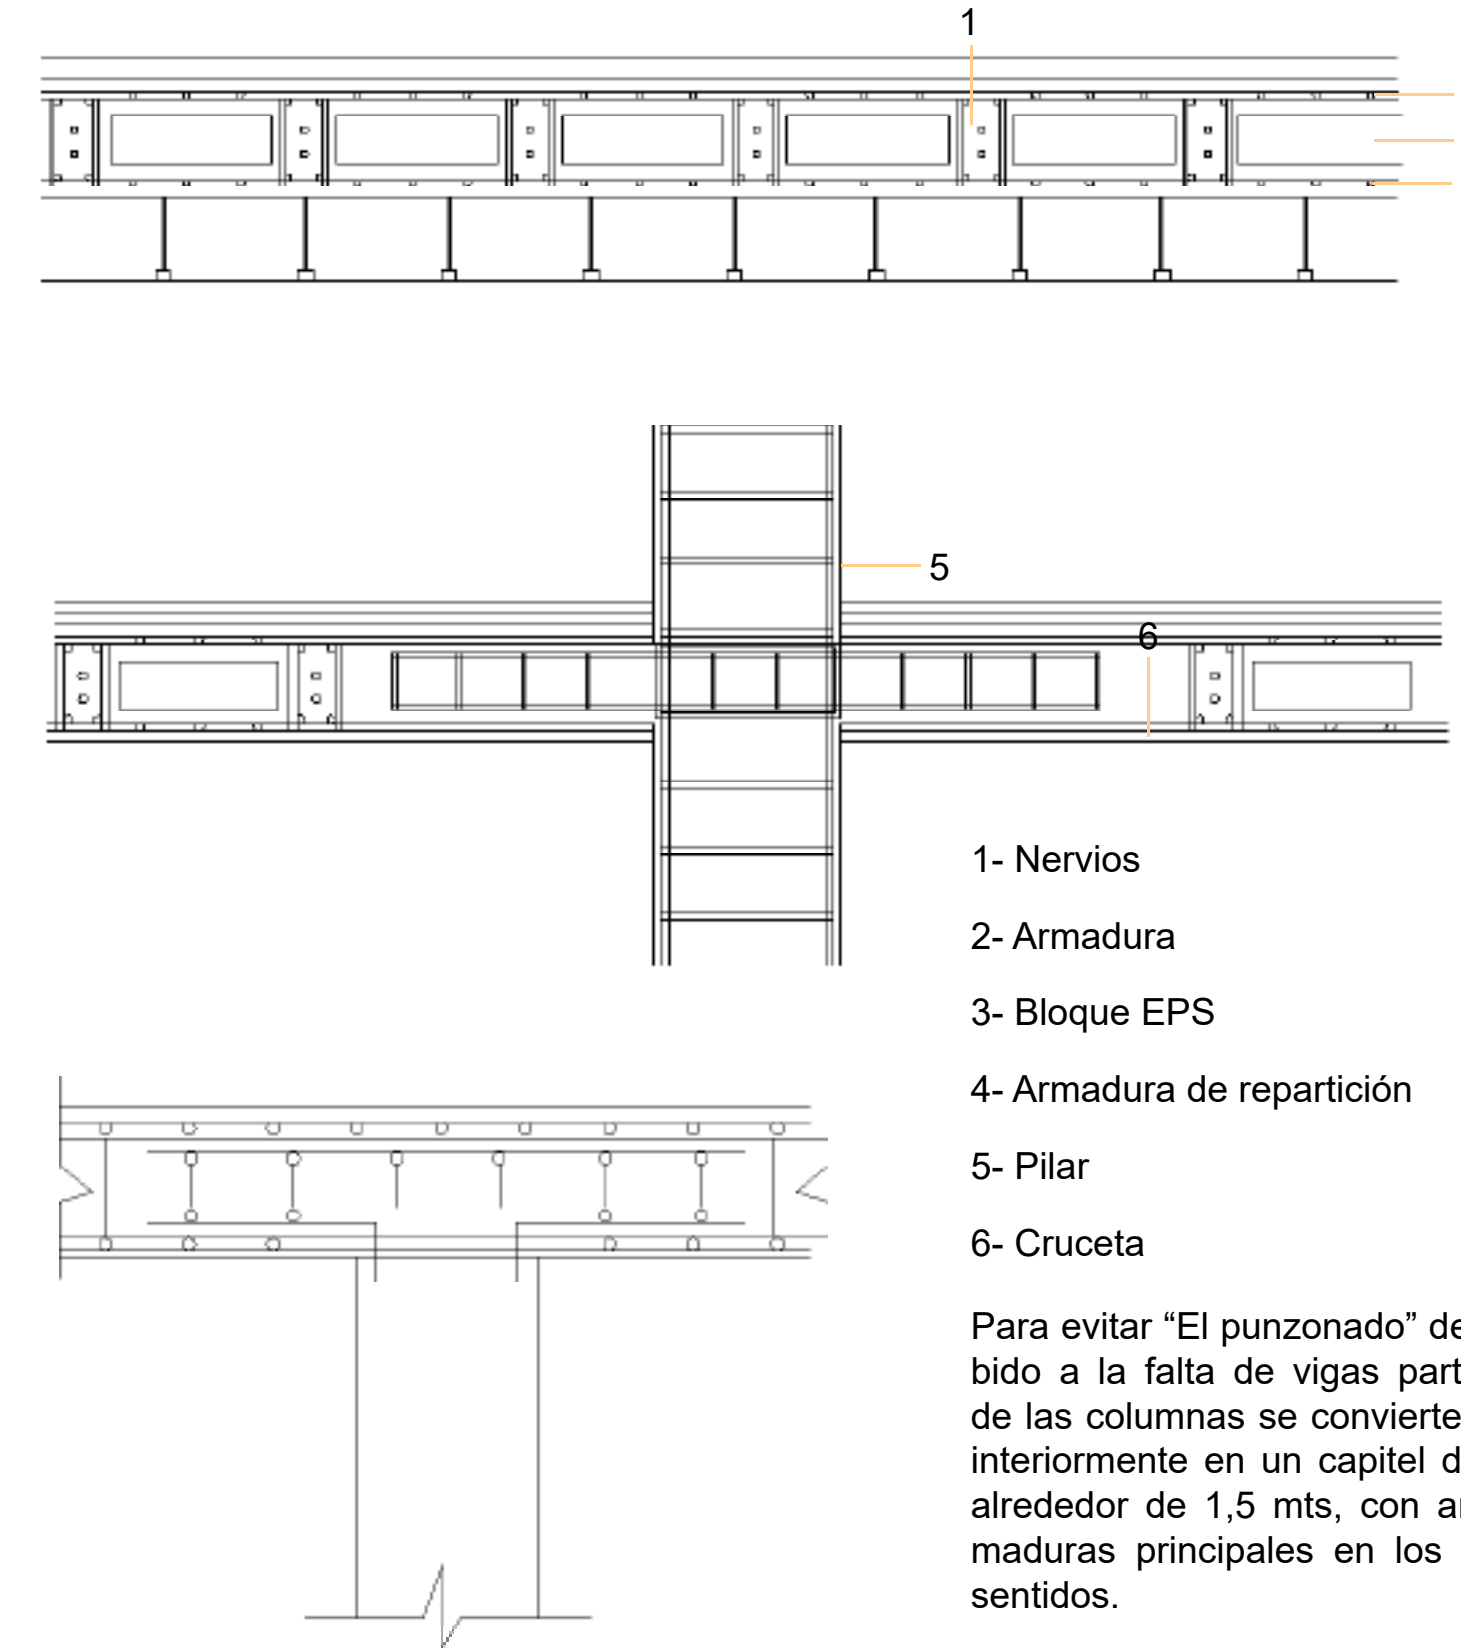 1
5
6
1- Nervios
2- Armadura
3- Bloque EPS
4- Armadura de repartición
5- Pilar
6- Cruceta
Para evitar “El punzonado” de
bido a la falta de vigas part
de las columnas se convierte
interiormente en un capitel d
alrededor de 1,5 mts, con a
maduras principales en los
sentidos.